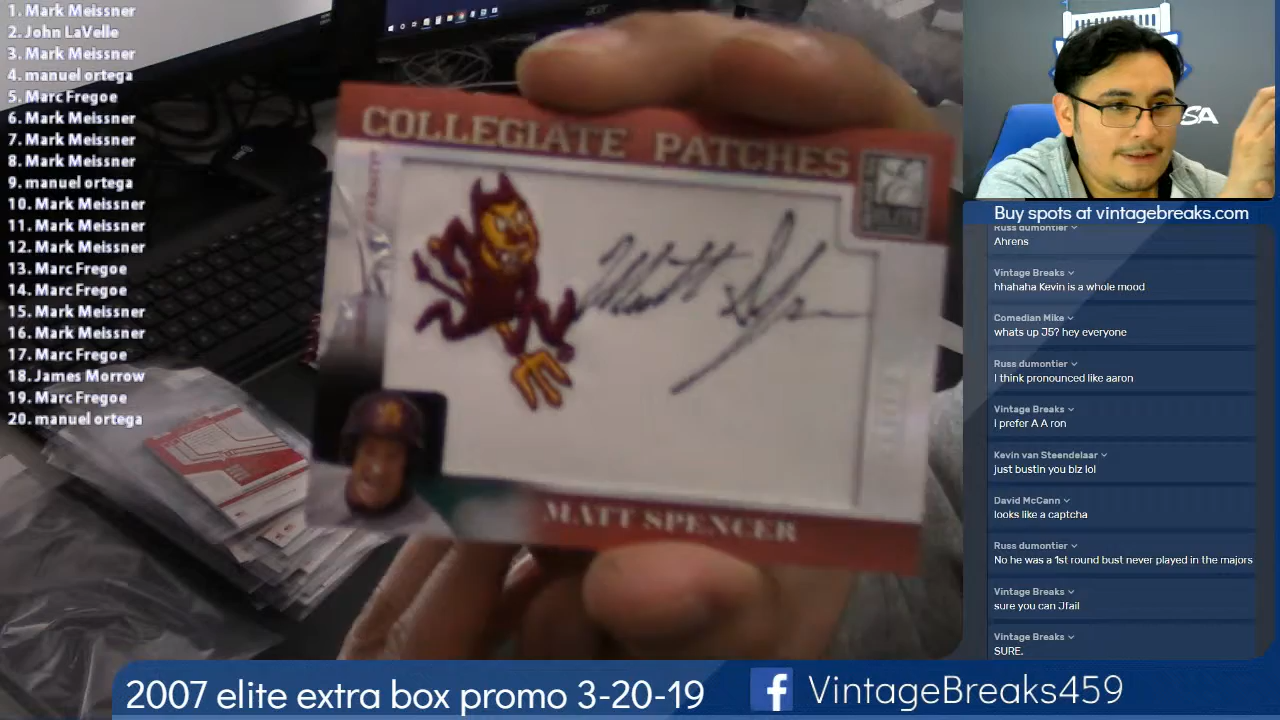 1. Mark Meissner
2. John LaVelle
3. Mark Meissner
4. manuel ortega
5. Marc Fregoe
6. Mark Meissner
7. Mark Meissner
8. Mark Meissner
9. manuel ortega
10. Mark Meissner
11. Mark Meissner
12. Mark Meissner
13. Marc Fregoe
14. Marc Fregoe
15. Mark Meissner
16. Mark Meissner
17. Marc Fregoe
18. James Morrow
19. Marc Fregoe
20. manuel ortega
acer
COLLEGIATE PATCHES
ELITE
Matt Spencer
MATT SPENCER
SA
Buy spots at vintagebreaks.com
Russ dumontier
Ahrens
Vintage Breaks
hhahaha Kevin is a whole mood
Comedian Mike
whats up J5? hey everyone
Russ dumontier
I think pronounced like aaron
Vintage Breaks
I prefer A A ron
Kevin van Steendelaar
just bustin you blz lol
David McCann
looks like a captcha
Russ dumontier
No he was a 1st round bust never played in the majors
Vintage Breaks
sure you can Jfail
Vintage Breaks
SURE.
2007 elite extra box promo 3-20-19
f VintageBreaks459